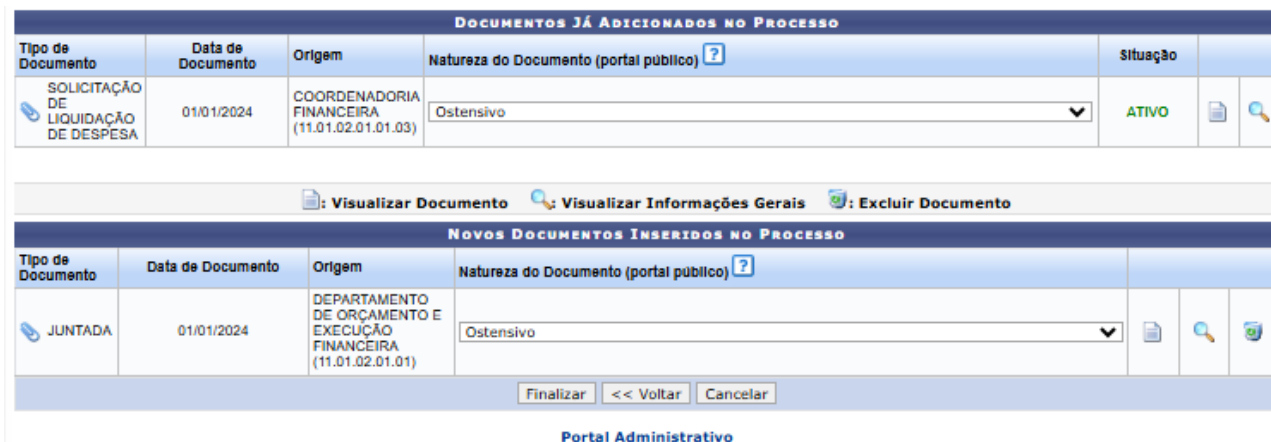 DOCUMENTOS JÁ ADICIONADOS NO PROCESSO
Tipo de Documento Data de Documento Origem Natureza do Documento (portal público) ? Situação
SOLICITAÇÃO DE LIQUIDAÇÃO DE DESPESA 01/01/2024 COORDENADORIA FINANCEIRA (11.01.02.01.01.03) Ostensivo ATIVO
: Visualizar Documento : Visualizar Informações Gerais : Excluir Documento
NOVOS DOCUMENTOS INSERIDOS NO PROCESSO
Tipo de Documento Data de Documento Origem Natureza do Documento (portal público) ?
JUNTADA 01/01/2024 DEPARTAMENTO DE ORÇAMENTO E EXECUÇÃO FINANCEIRA (11.01.02.01.01) Ostensivo
Finalizar << Voltar Cancelar
Portal Administrativo